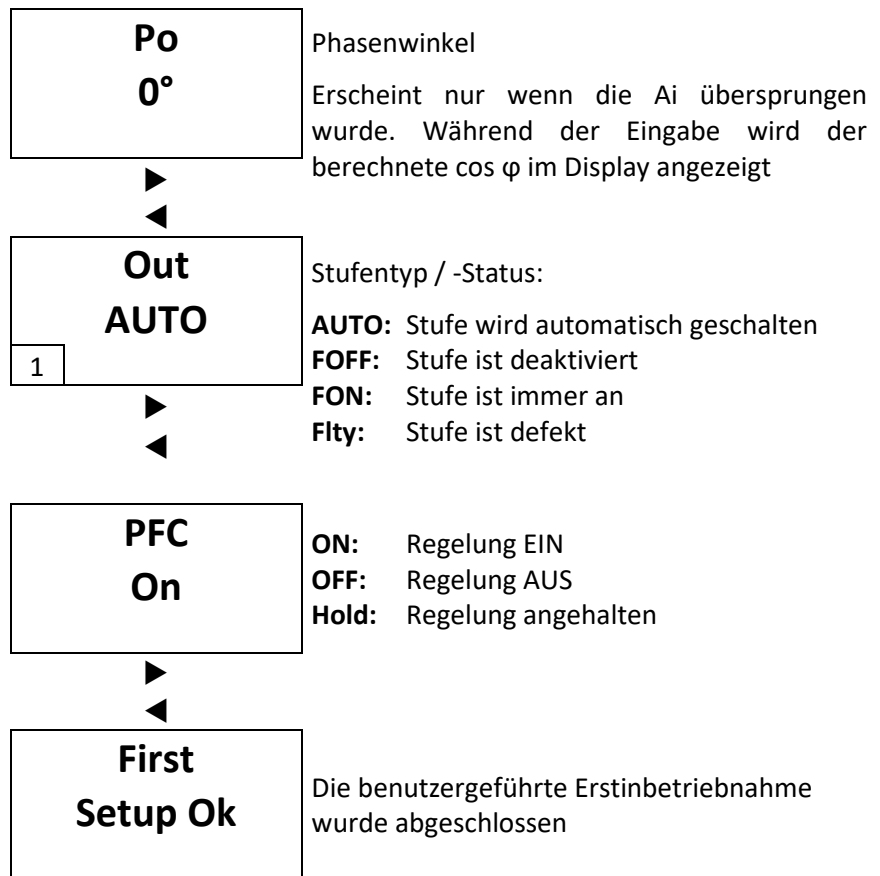 Po
0°
Phasenwinkel
Erscheint nur wenn die Ai übersprungen
wurde. Während der Eingabe wird der
berechnete cos φ im Display angezeigt
Out
AUTO
1
Stufentyp / -Status:
AUTO: Stufe wird automatisch geschalten
FOFF: Stufe ist deaktiviert
FON: Stufe ist immer an
Flty: Stufe ist defekt
PFC
On
ON: Regelung EIN
OFF: Regelung AUS
Hold: Regelung angehalten
First
Setup Ok
Die benutzergeführte Erstinbetriebnahme
wurde abgeschlossen